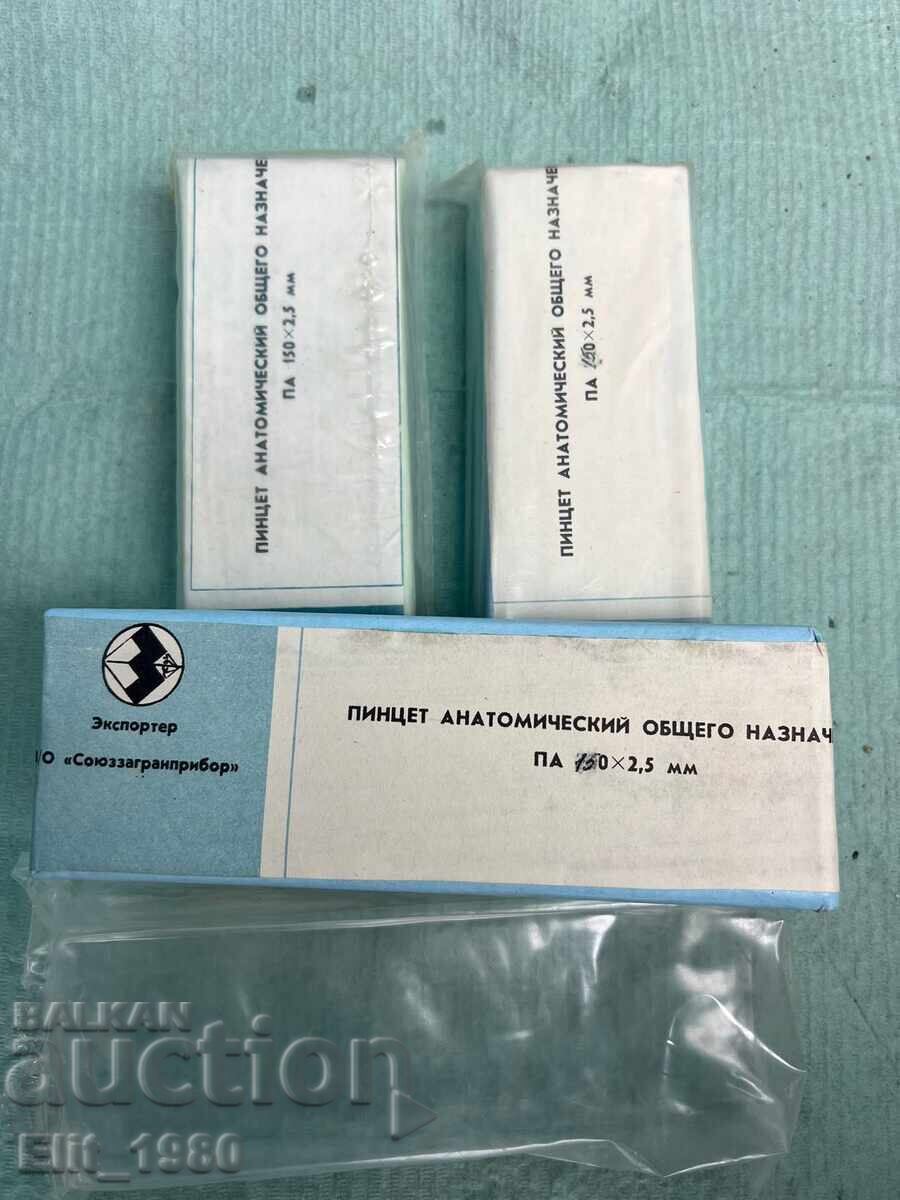 ПИНЦЕТ АНАТОМИЧЕСКИЙ ОБЩЕГО НАЗНАЧЕ
ПА 150×2,5 мм
ПИНЦЕТ АНАТОМИЧЕСКИЙ ОБЩЕГО НАЗНАЧЕ
ПА 150×2,5 мм
Экспортер
/О «Союззагранприбор»
ПИНЦЕТ АНАТОМИЧЕСКИЙ ОБЩЕГО НАЗНАЧ
ПА 150×2,5 мм
BALKAN
auction
Elit_1980